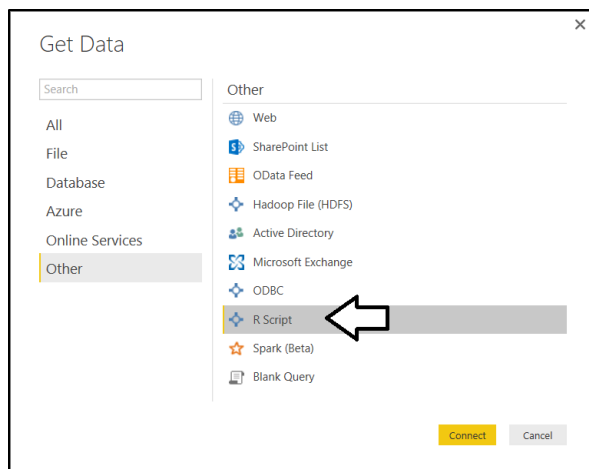 Get Data
Search
All
File
Database
Azure
Online Services
Other
Other
Web
SharePoint List
OData Feed
Hadoop File (HDFS)
Active Directory
Microsoft Exchange
ODBC
R Script
Spark (Beta)
Blank Query
Connect
Cancel